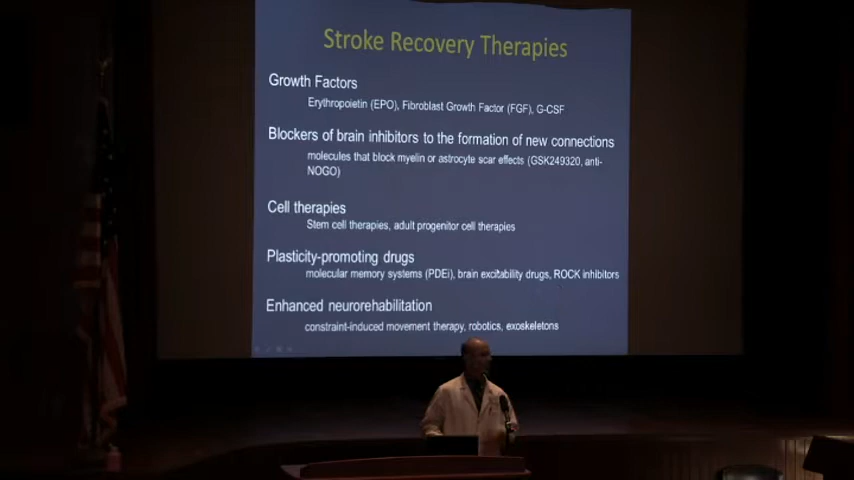 Stroke Recovery Therapies
Growth Factors
Erythropoietin (EPO), Fibroblast Growth Factor (FGF), G-CSF
Blockers of brain inhibitors to the formation of new connections
molecules that block myelin or astrocyte scar effects (GSK249320, anti-
NOGO)
Cell therapies
Stem cell therapies, adult progenitor cell therapies
Plasticity-promoting drugs
molecular memory systems (PDEi), brain excitability drugs, ROCK inhibitors
Enhanced neurorehabilitation
constraint-induced movement therapy, robotics, exoskeletons